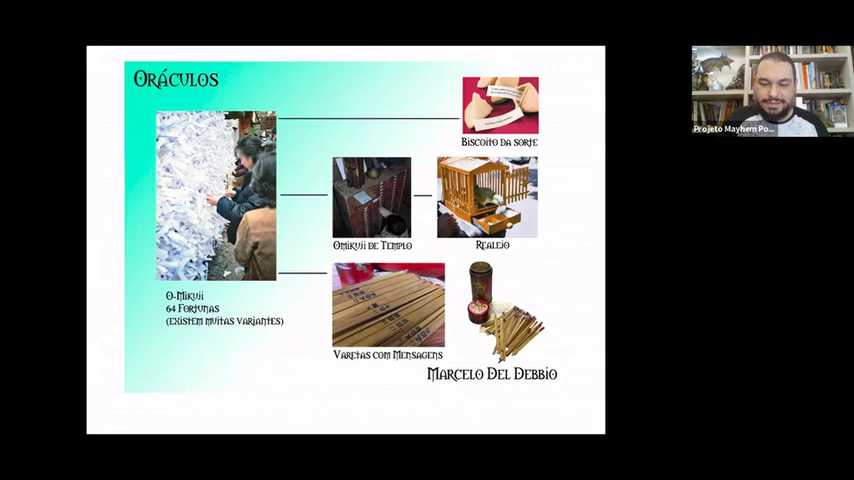 Oráculos
Biscoito da sorte
Omikuji de Templo
Realejo
O-Mikuji
64 Fortunas
(existem muitas variantes)
Varetas com Mensagens
Marcelo Del Debbio
Projeto Mayhem Po...